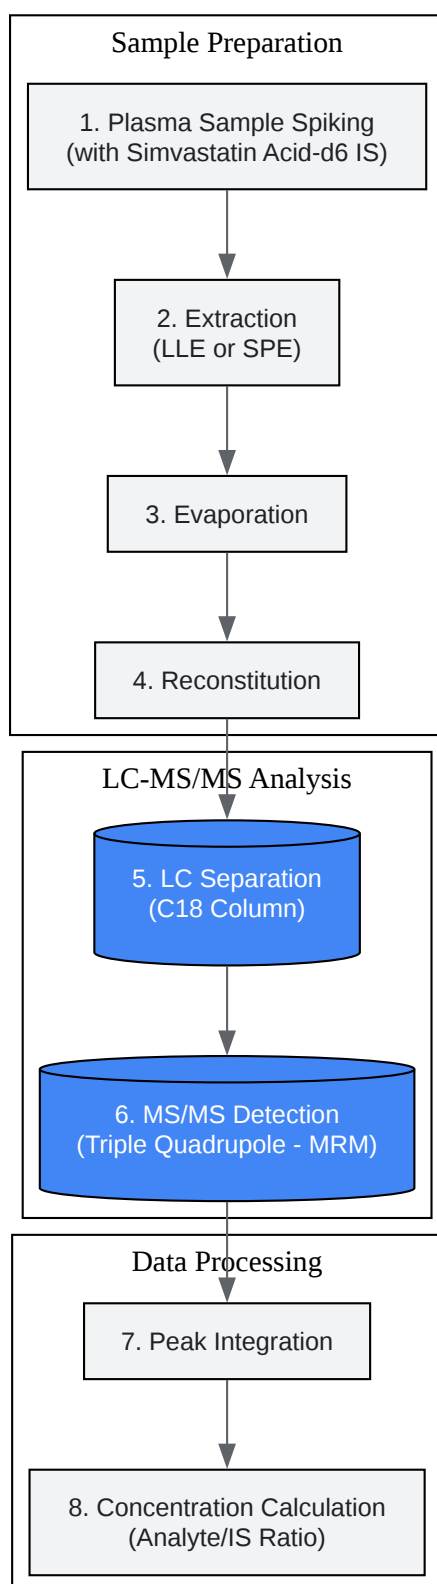 Sample Preparation
1. Plasma Sample Spiking
(with Simvastatin Acid-d6 IS)
2. Extraction
(LLE or SPE)
3. Evaporation
4. Reconstitution
LC-MS/MS Analysis
5. LC Separation
(C18 Column)
6. MS/MS Detection
(Triple Quadrupole - MRM)
Data Processing
7. Peak Integration
8. Concentration Calculation
(Analyte/IS Ratio)